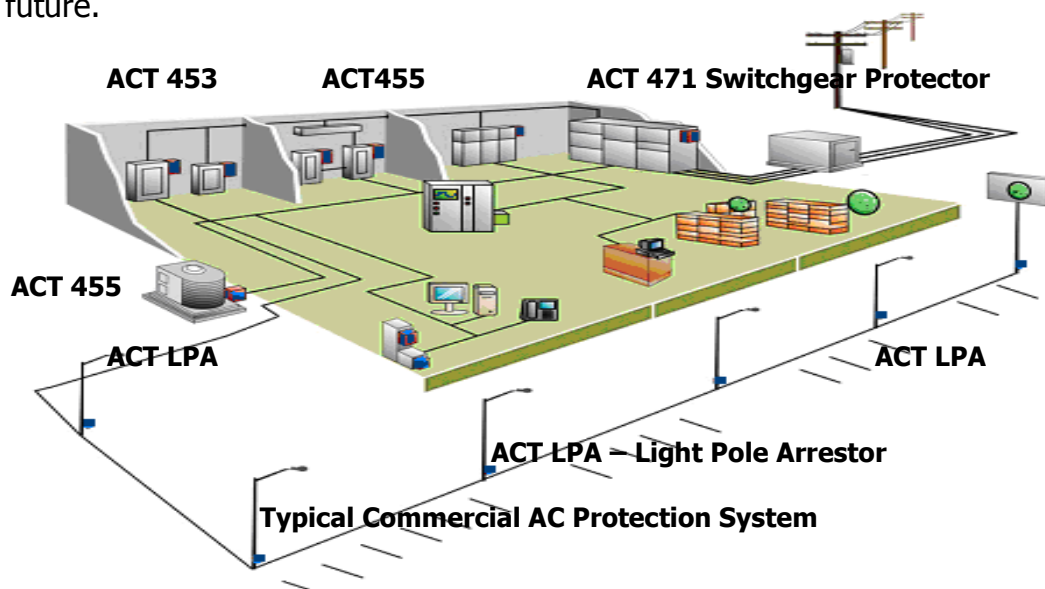 future.
ACT 453 ACT455 ACT 471 Switchgear Protector
ACT 455
ACT LPA ACT LPA
ACT LPA – Light Pole Arrestor
Typical Commercial AC Protection System